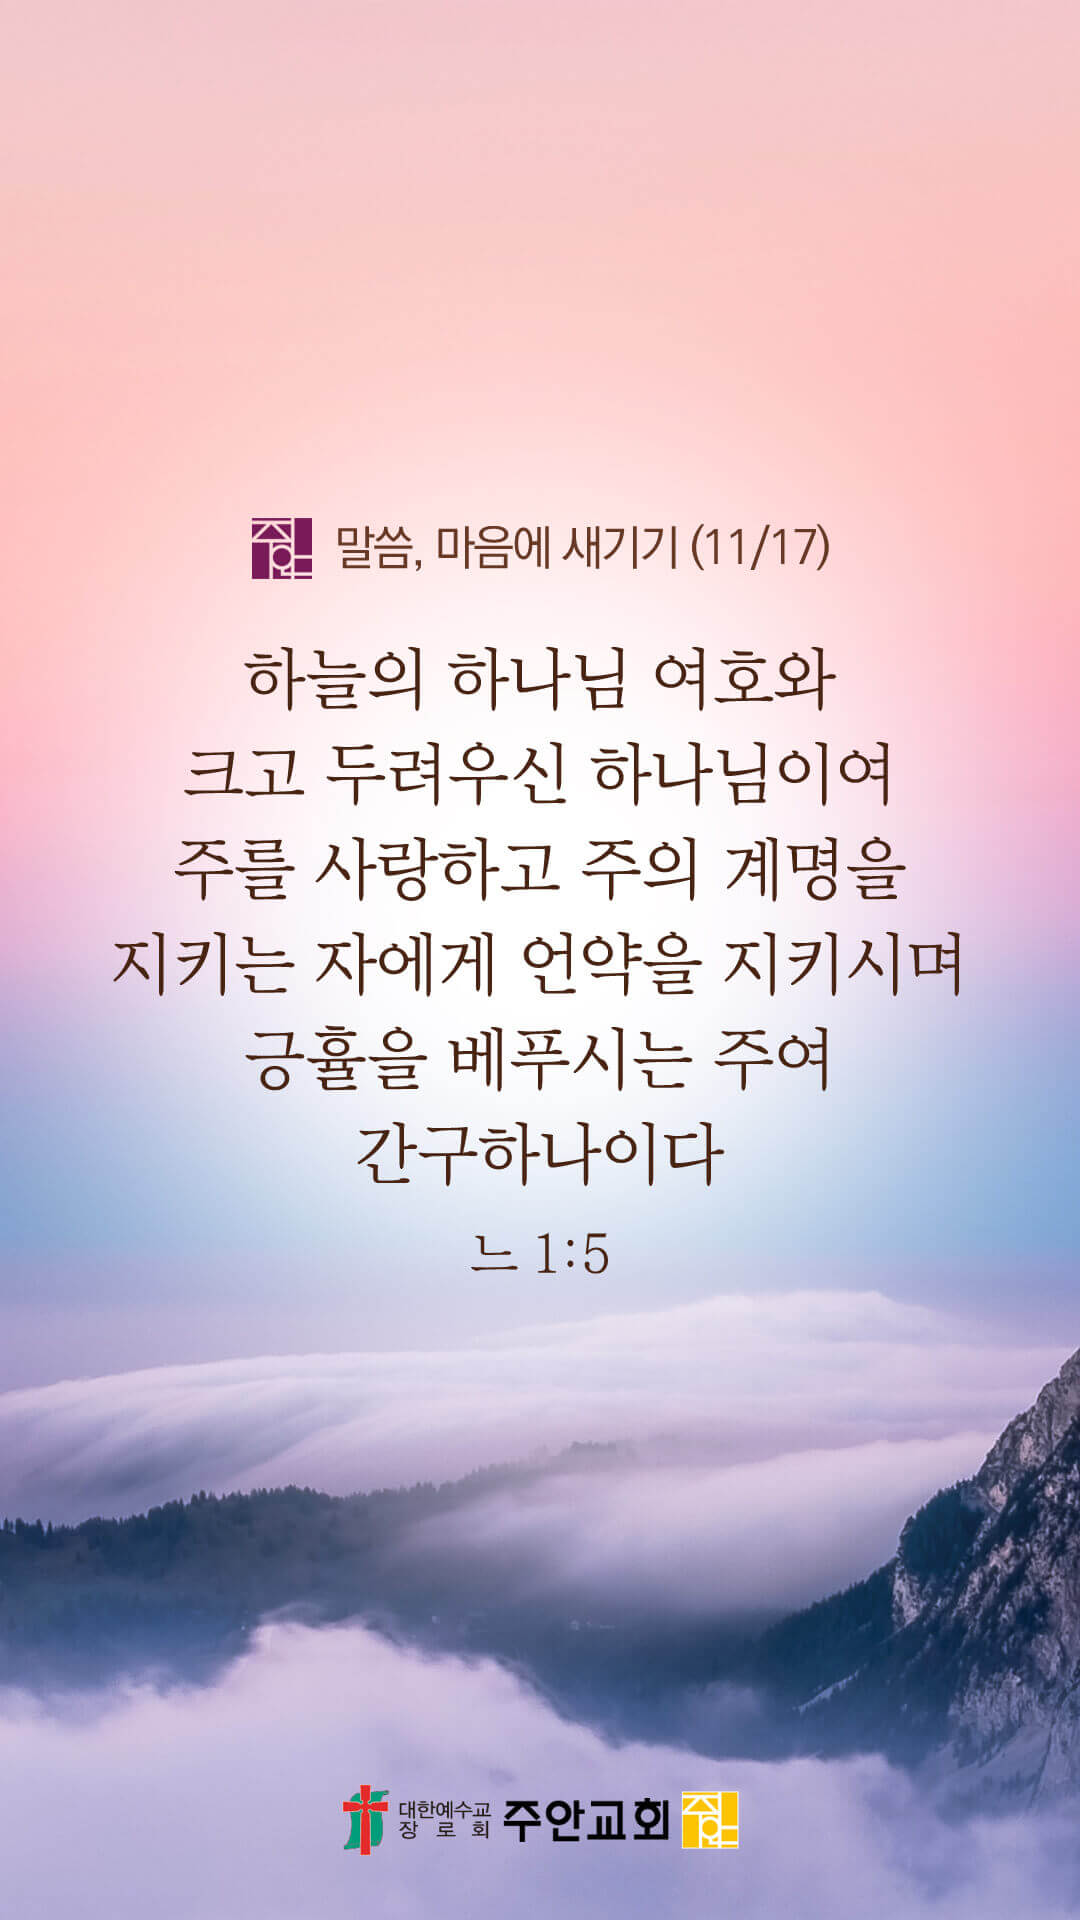 주안 말씀, 마음에 새기기 (11/17)
하늘의 하나님 여호와
크고 두려우신 하나님이여
주를 사랑하고 주의 계명을
지키는 자에게 언약을 지키시며
긍휼을 베푸시는 주여
간구하나이다
느 1:5
대한예수교
장로회 주안교회 주안